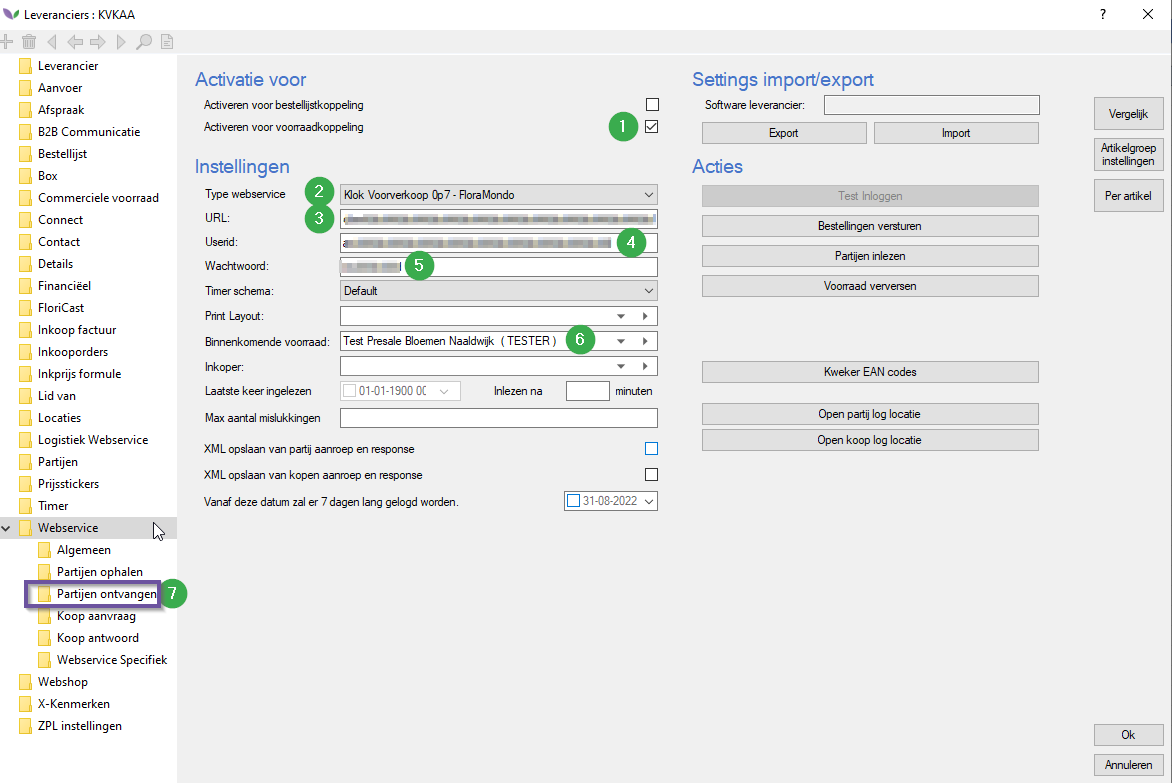 Leveranciers : KVKAA
?
Leverancier
Aanvoer
Afspraak
B2B Communicatie
Bestellijst
Box
Commerciele voorraad
Connect
Contact
Details
Financiëel
FloriCast
Inkoop factuur
Inkooporders
Inkprijs formule
Lid van
Locaties
Logistiek Webservice
Partijen
Prijsstickers
Timer
Webservice
Algemeen
Partijen ophalen
Partijen ontvangen 7
Koop aanvraag
Koop antwoord
Webservice Specifiek
Webshop
X-Kenmerken
ZPL instellingen
Activatie voor
Activeren voor bestellijstkoppeling
Activeren voor voorraadkoppeling 1
Instellingen
Type webservice 2 Klok Voorverkoop 0p7 - FloraMondo
URL: 3
Userid: 4
Wachtwoord: 5
Timer schema: Default
Print Layout:
Binnenkomende voorraad: Test Presale Bloemen Naaldwijk ( TESTER ) 6
Inkoper:
Laatste keer ingelezen 01-01-1900 00 Inlezen na minuten
Max aantal mislukkingen
XML opslaan van partij aanroep en response
XML opslaan van kopen aanroep en response
Vanaf deze datum zal er 7 dagen lang gelogd worden. 31-08-2022
Settings import/export
Software leverancier:
Export Import
Acties
Test Inloggen
Bestellingen versturen
Partijen inlezen
Voorraad verversen
Kweker EAN codes
Open partij log locatie
Open koop log locatie
Vergelijk
Artikelgroep
instellingen
Per artikel
Ok
Annuleren